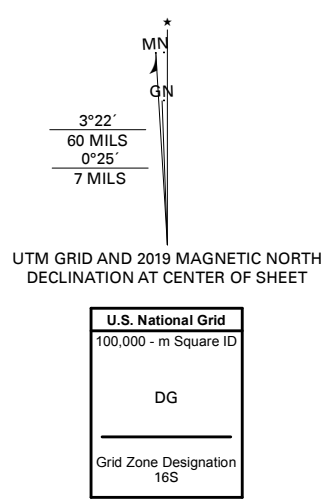 MN
GN
3°22´
60 MILS
0°25´
7 MILS
UTM GRID AND 2019 MAGNETIC NORTH
DECLINATION AT CENTER OF SHEET
U.S. National Grid
100,000 - m Square ID
DG
Grid Zone Designation
16S